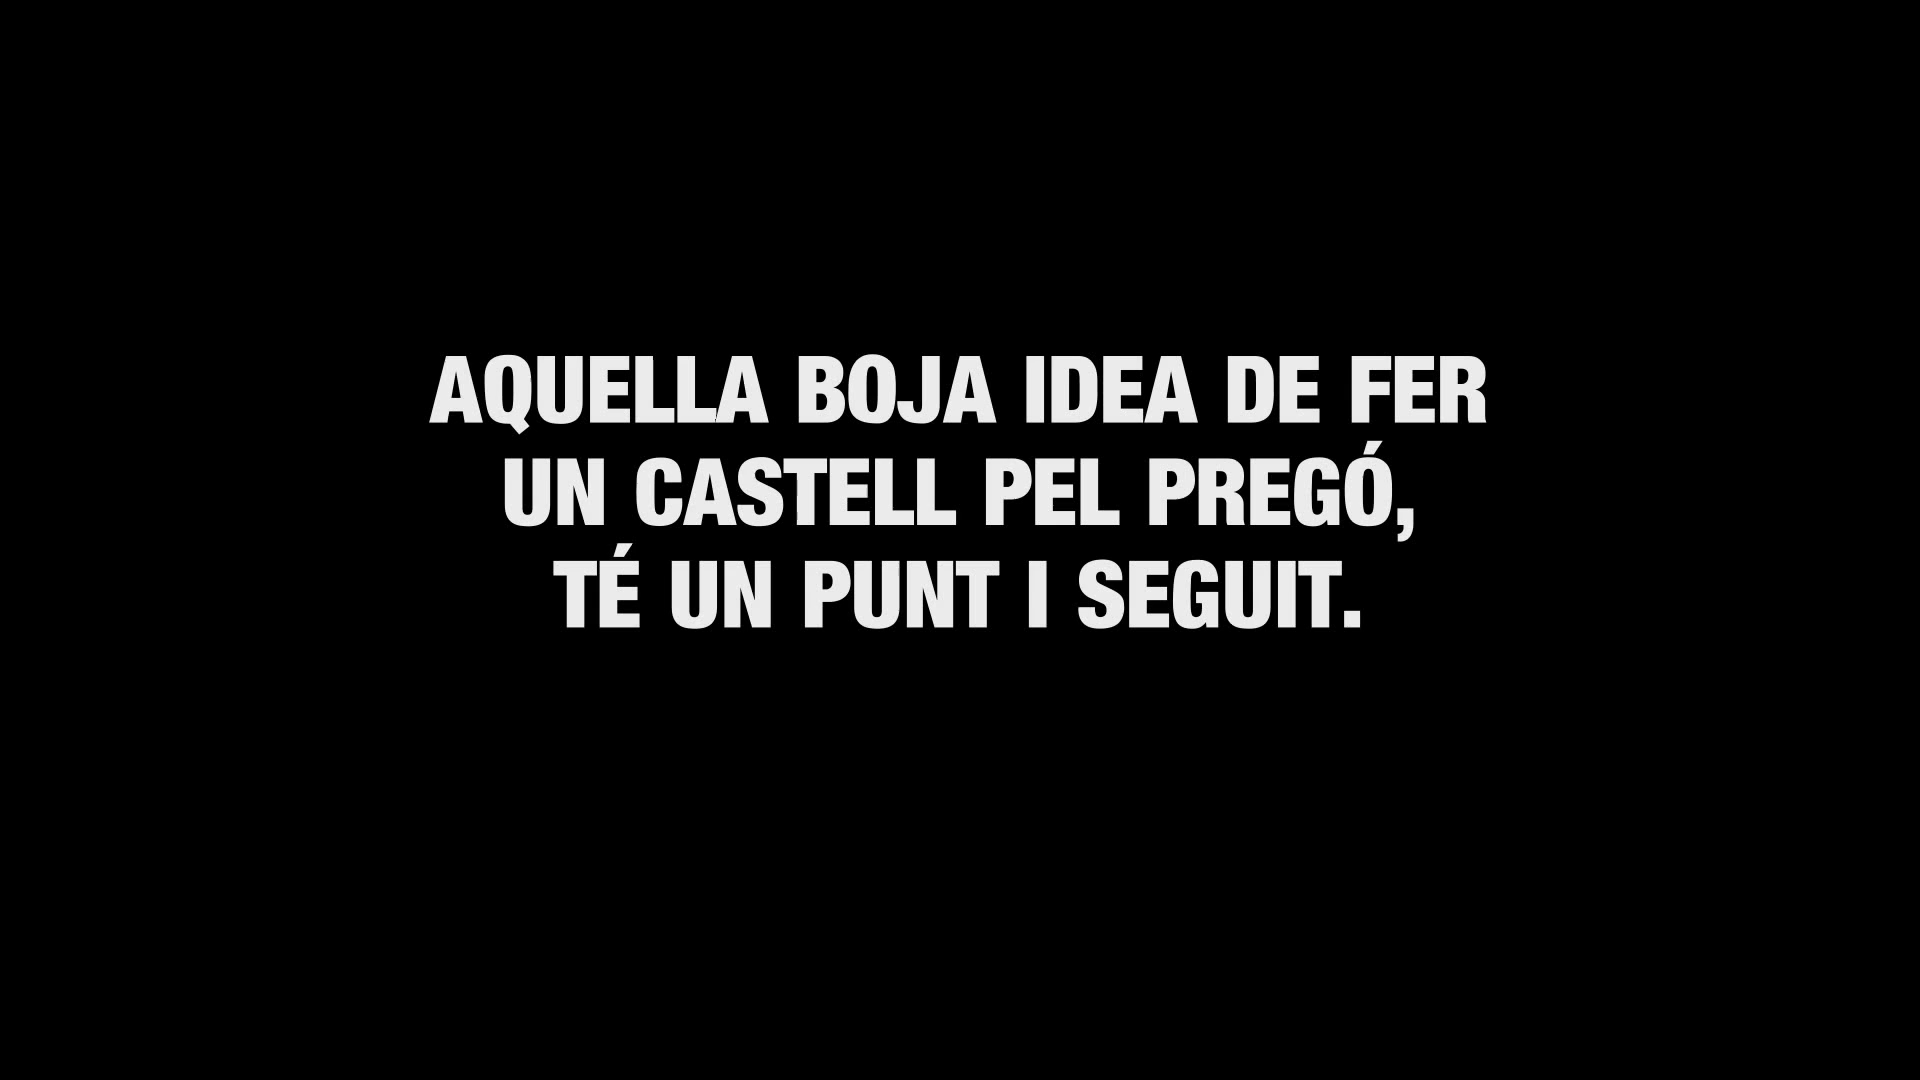 AQUELLA BOJA IDEA DE FER
UN CASTELL PEL PREGÓ,
TÉ UN PUNT I SEGUIT.